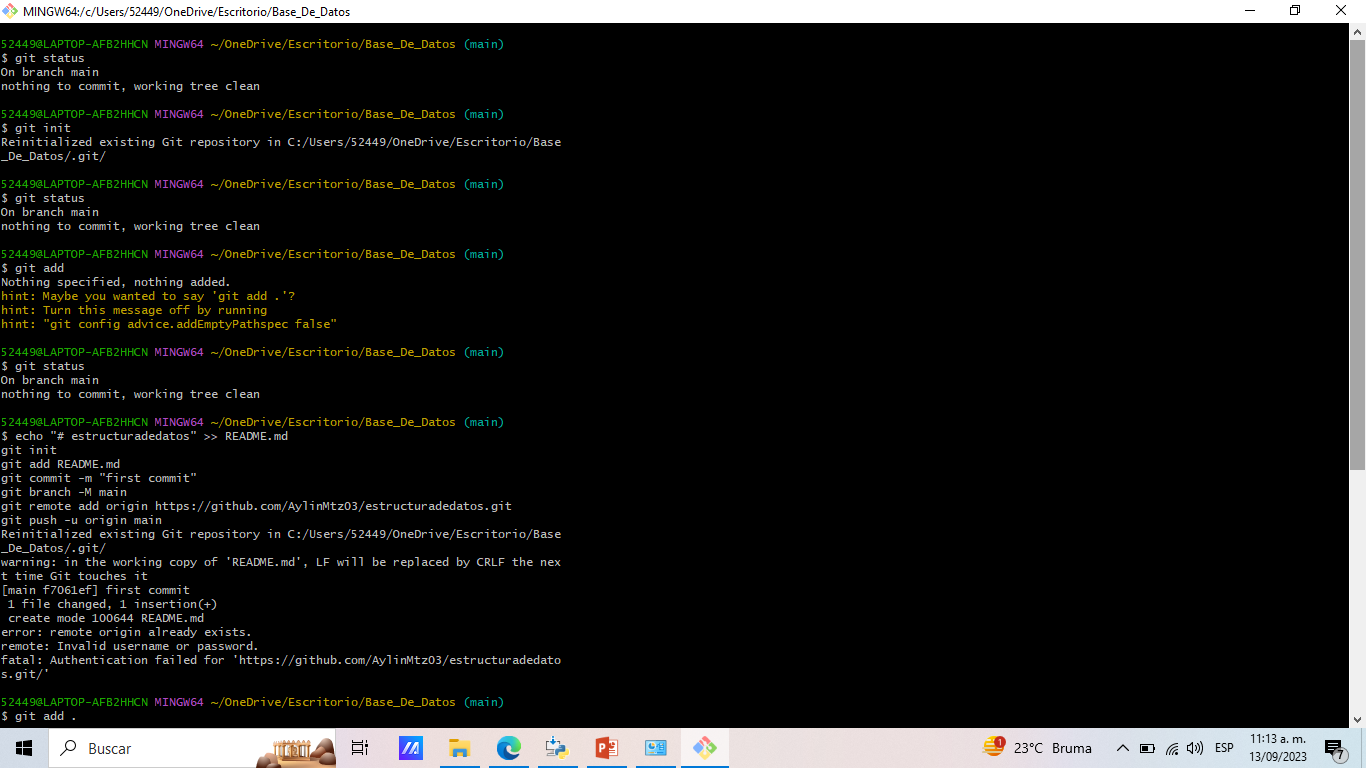 MINGW64:/c/Users/52449/OneDrive/Escritorio/Base_De_Datos
52449@LAPTOP-AFB2HHCN MINGW64 ~/OneDrive/Escritorio/Base_De_Datos (main)
$ git status
On branch main
nothing to commit, working tree clean
52449@LAPTOP-AFB2HHCN MINGW64 ~/OneDrive/Escritorio/Base_De_Datos (main)
$ git init
Reinitialized existing Git repository in C:/Users/52449/OneDrive/Escritorio/Base
_De_Datos/.git/
52449@LAPTOP-AFB2HHCN MINGW64 ~/OneDrive/Escritorio/Base_De_Datos (main)
$ git status
On branch main
nothing to commit, working tree clean
52449@LAPTOP-AFB2HHCN MINGW64 ~/OneDrive/Escritorio/Base_De_Datos (main)
$ git add
Nothing specified, nothing added.
hint: Maybe you wanted to say 'git add .'?
hint: Turn this message off by running
hint: "git config advice.addEmptyPathspec false"
52449@LAPTOP-AFB2HHCN MINGW64 ~/OneDrive/Escritorio/Base_De_Datos (main)
$ git status
On branch main
nothing to commit, working tree clean
52449@LAPTOP-AFB2HHCN MINGW64 ~/OneDrive/Escritorio/Base_De_Datos (main)
$ echo "# estructuradedatos" >> README.md
git init
git add README.md
git commit -m "first commit"
git branch -M main
git remote add origin https://github.com/AylinMtz03/estructuradedatos.git
git push -u origin main
Reinitialized existing Git repository in C:/Users/52449/OneDrive/Escritorio/Base
_De_Datos/.git/
warning: in the working copy of 'README.md', LF will be replaced by CRLF the nex
t time Git touches it
[main f7061ef] first commit
 1 file changed, 1 insertion(+)
 create mode 100644 README.md
error: remote origin already exists.
remote: Invalid username or password.
fatal: Authentication failed for 'https://github.com/AylinMtz03/estructuradedato
s.git/'
52449@LAPTOP-AFB2HHCN MINGW64 ~/OneDrive/Escritorio/Base_De_Datos (main)
$ git add .
Buscar
1
23°C Bruma
ESP
11:13 a. m.
13/09/2023
7